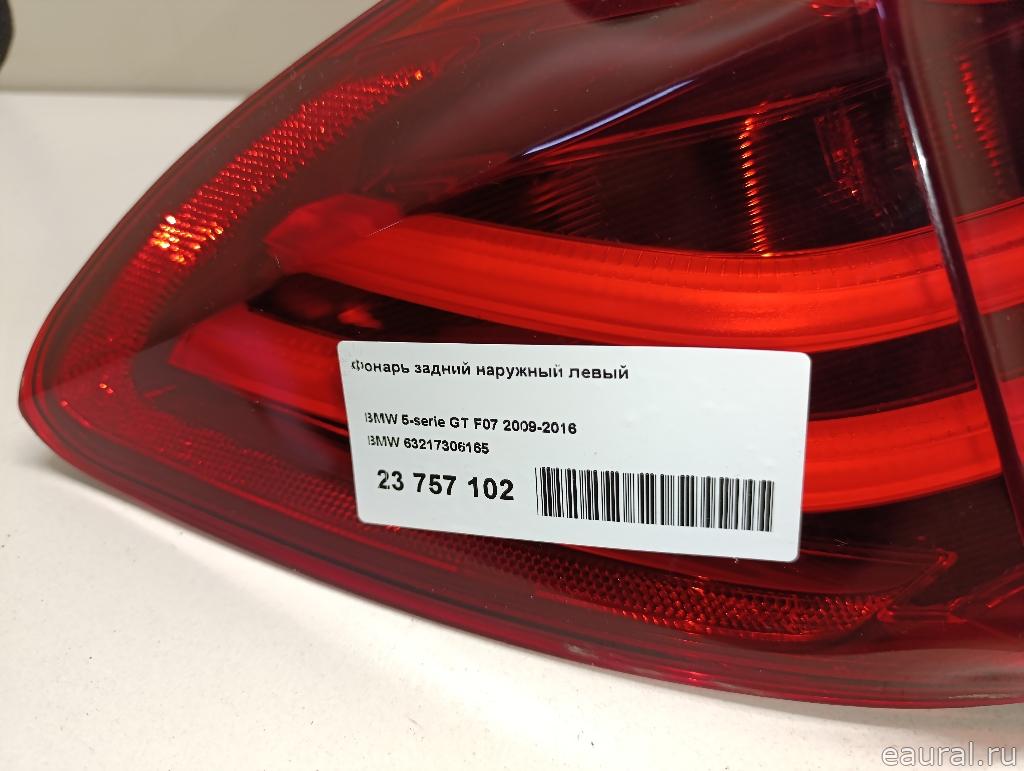 Фонарь задний наружный левый
BMW 5-serie GT F07 2009-2016
BMW 63217306165
23 757 102
eaural.ru